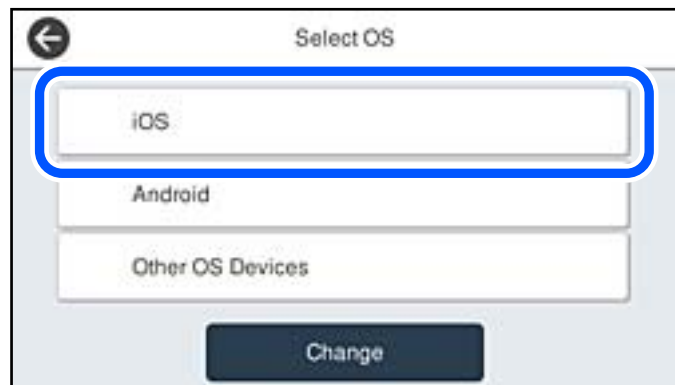 Select OS
iOS
Android
Other OS Devices
Change